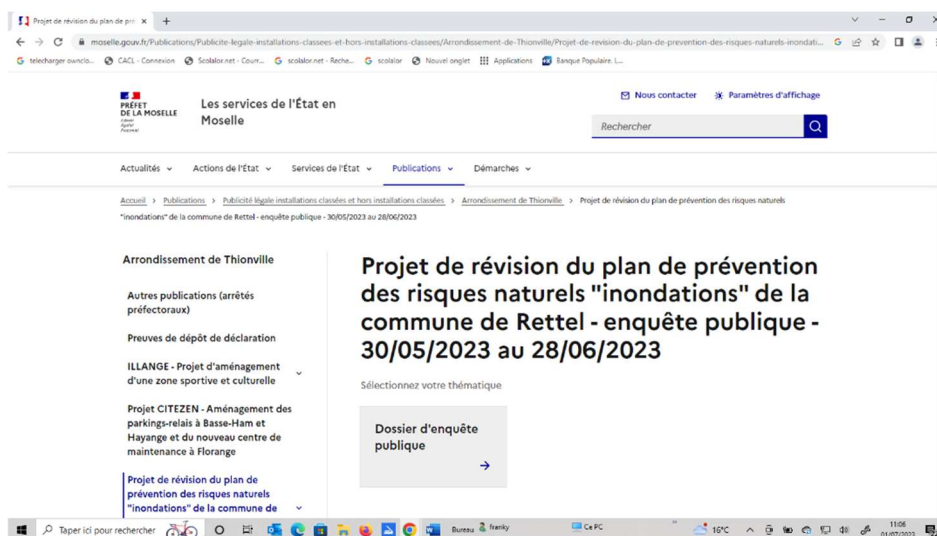 Projet de révision du plan de pré
moselle.gouv.fr/Publications/Publicite-legale-installations-classees-et-hors-installations-classees/Arrondissement-de-Thionville/Projet-de-revision-du-plan-de-prevention-des-risques-naturels-inondati...
telechargerownclo... CACL - Connexion Scolalor.net - Courr... scolalor.net - Reche... scolalor Nouvel onglet Applications Banque Populaire. L...
PRÉFET
DE LA MOSELLE
Liberté
Égalité
Fraternité
Les services de l'État en
Moselle
Nous contacter Paramètres d'affichage
Rechercher
Actualités Actions de l'État Services de l'État Publications Démarches
Accueil > Publications > Publicité légale installations classées et hors installations classées > Arrondissement de Thionville > Projet de révision du plan de prévention des risques naturels
"inondations" de la commune de Rettel - enquête publique - 30/05/2023 au 28/06/2023
Arrondissement de Thionville
Autres publications (arrêtés
préfectoraux)
Preuves de dépôt de déclaration
ILLANGE - Projet d'aménagement
d'une zone sportive et culturelle
Projet CITEZEN - Aménagement des
parkings-relais à Basse-Ham et
Hayange et du nouveau centre de
maintenance à Florange
Projet de révision du plan de
prévention des risques naturels
"inondations" de la commune de
Projet de révision du plan de prévention
des risques naturels "inondations" de la
commune de Rettel - enquête publique -
30/05/2023 au 28/06/2023
Sélectionnez votre thématique
Dossier d'enquête
publique
Taper ici pour rechercher
Bureau franky Ce PC 16°C 11:06
01/07/2023